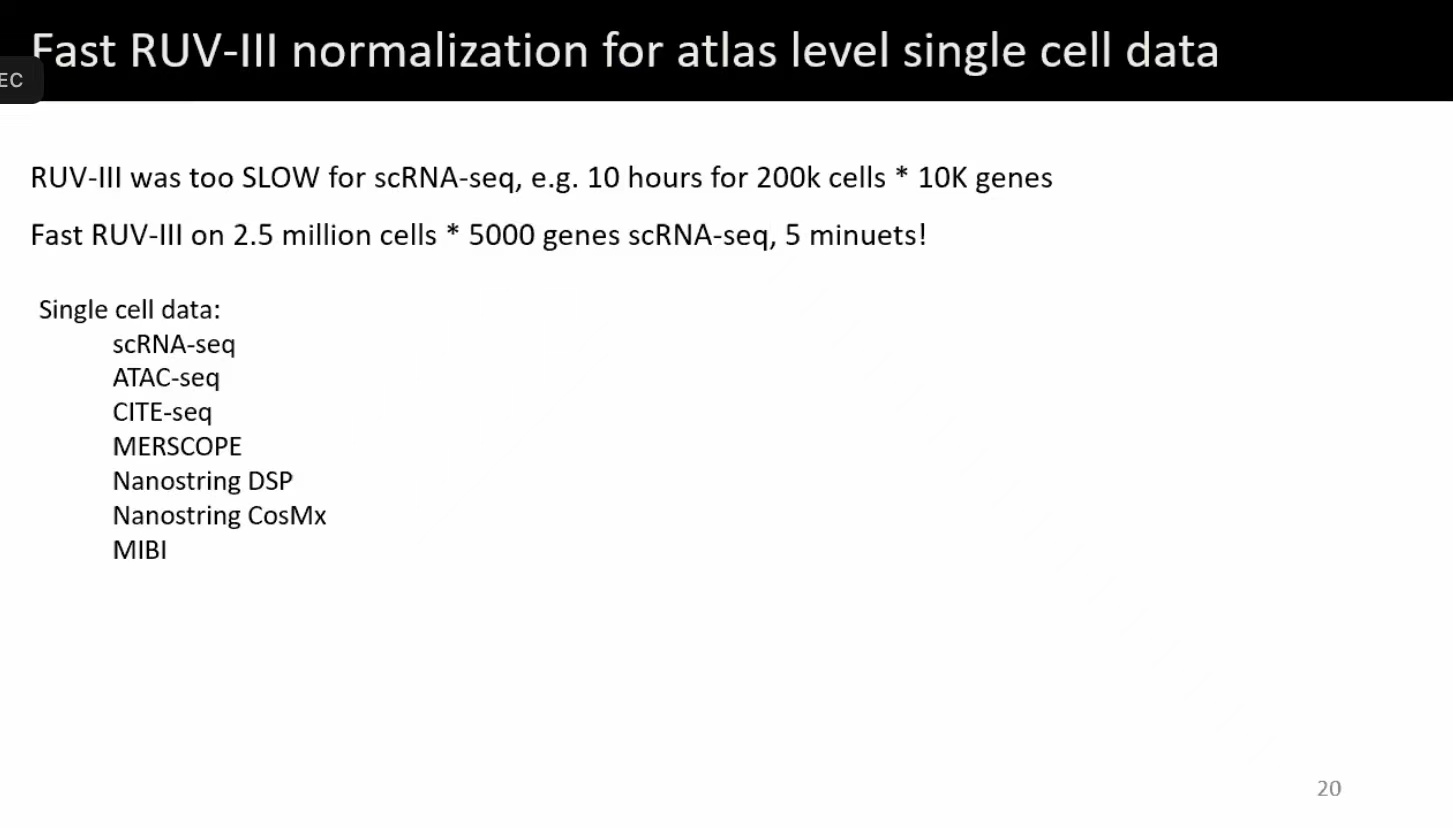 Fast RUV-III normalization for atlas level single cell data
EC
RUV-III was too SLOW for scRNA-seq, e.g. 10 hours for 200k cells * 10K genes
Fast RUV-III on 2.5 million cells * 5000 genes scRNA-seq, 5 minuets!
Single cell data:
scRNA-seq
ATAC-seq
CITE-seq
MERSCOPE
Nanostring DSP
Nanostring CosMx
MIBI
20